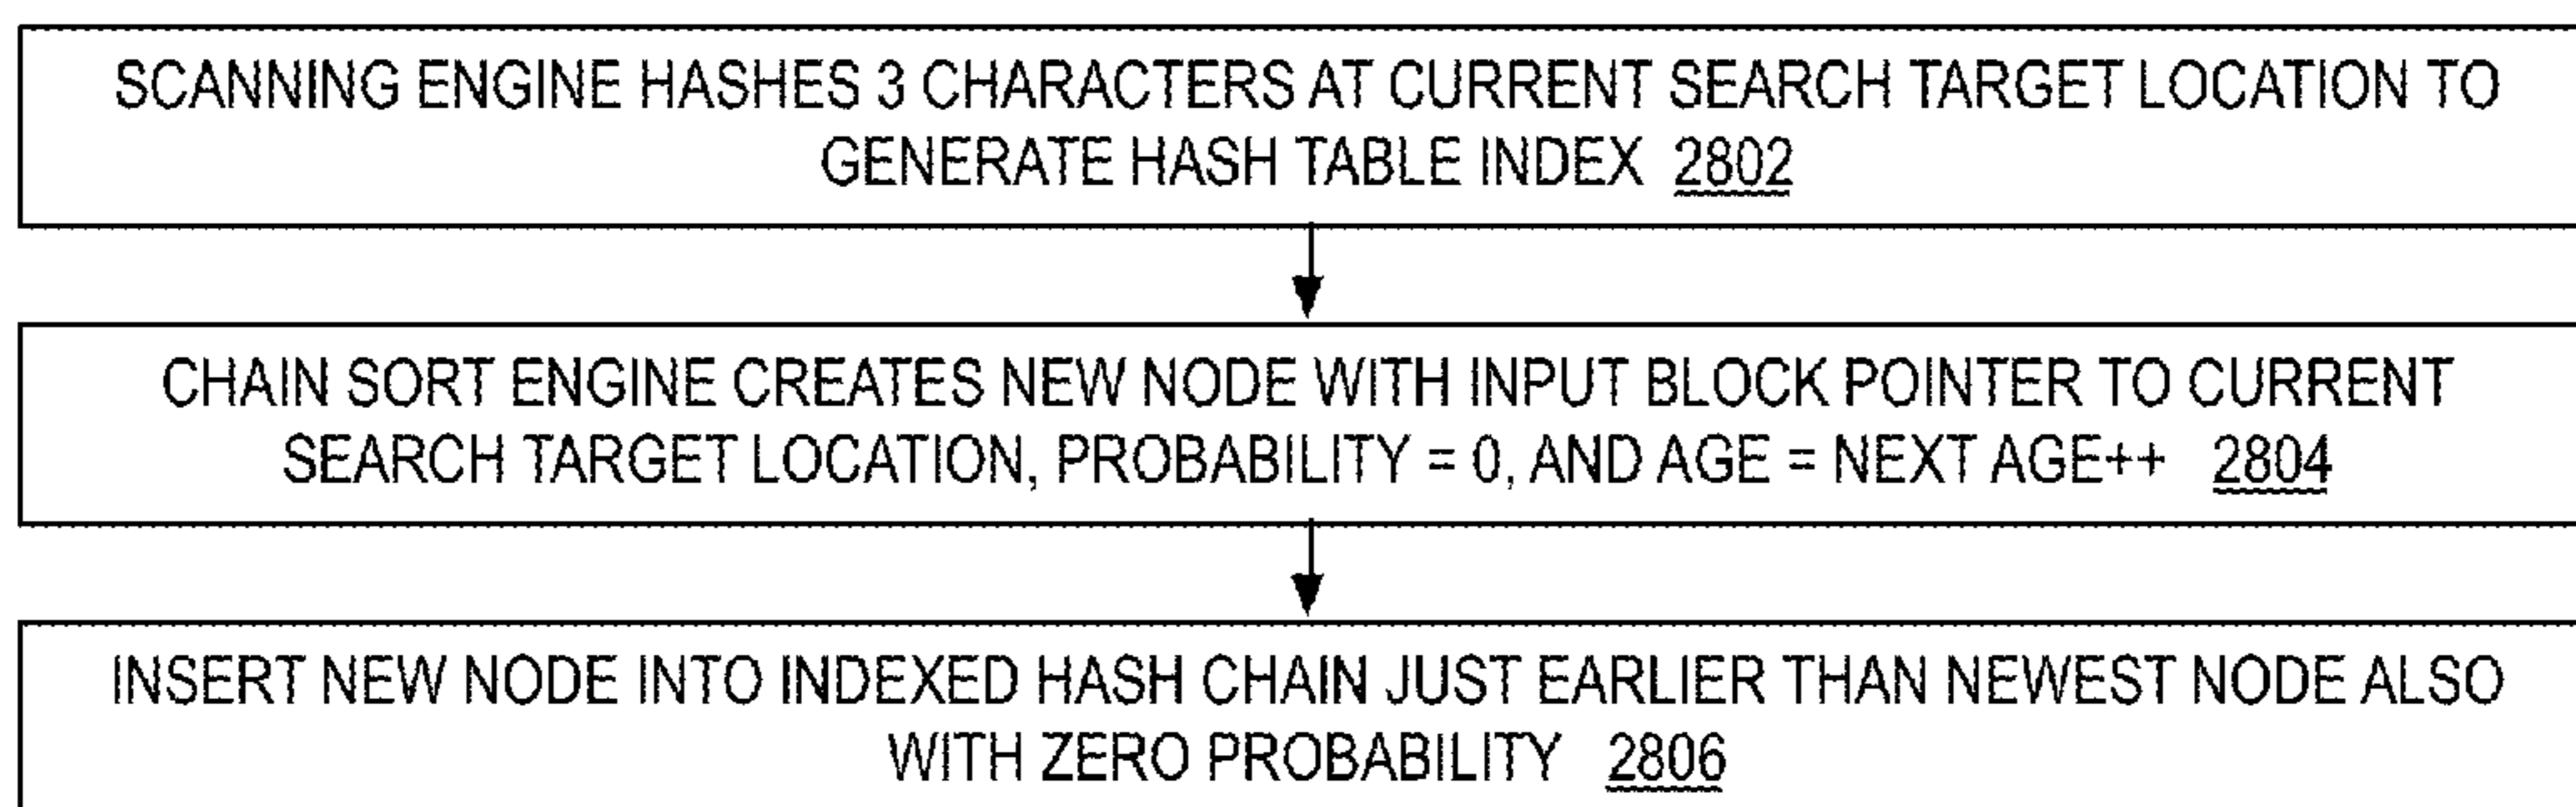 SCANNING ENGINE HASHES 3 CHARACTERS AT CURRENT SEARCH TARGET LOCATION TO
GENERATE HASH TABLE INDEX 2802
CHAIN SORT ENGINE CREATES NEW NODE WITH INPUT BLOCK POINTER TO CURRENT
SEARCH TARGET LOCATION, PROBABILITY = 0, AND AGE = NEXT AGE++ 2804
INSERT NEW NODE INTO INDEXED HASH CHAIN JUST EARLIER THAN NEWEST NODE ALSO
WITH ZERO PROBABILITY 2806